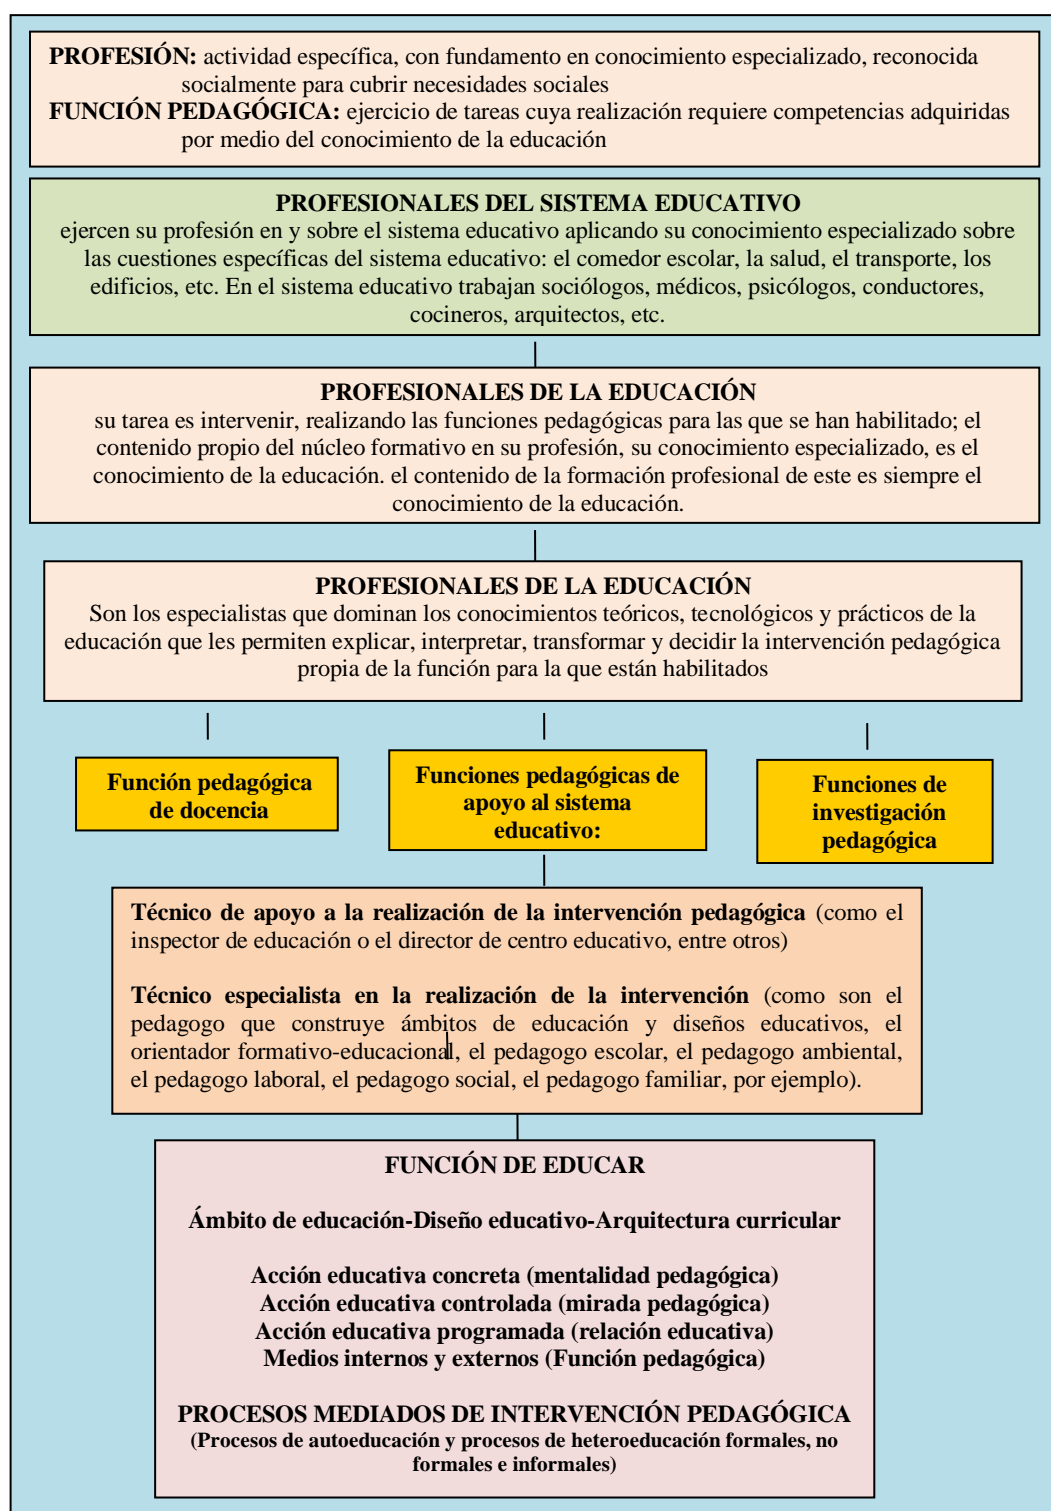 PROFESIÓN: actividad específica, con fundamento en conocimiento especializado, reconocida
socialmente para cubrir necesidades sociales
FUNCIÓN PEDAGÓGICA: ejercicio de tareas cuya realización requiere competencias adquiridas
por medio del conocimiento de la educación
PROFESIONALES DEL SISTEMA EDUCATIVO
ejercen su profesión en y sobre el sistema educativo aplicando su conocimiento especializado sobre
las cuestiones específicas del sistema educativo: el comedor escolar, la salud, el transporte, los
edificios, etc. En el sistema educativo trabajan sociólogos, médicos, psicólogos, conductores,
cocineros, arquitectos, etc.
PROFESIONALES DE LA EDUCACIÓN
su tarea es intervenir, realizando las funciones pedagógicas para las que se han habilitado; el
contenido propio del núcleo formativo en su profesión, su conocimiento especializado, es el
conocimiento de la educación. el contenido de la formación profesional de este es siempre el
conocimiento de la educación.
PROFESIONALES DE LA EDUCACIÓN
Son los especialistas que dominan los conocimientos teóricos, tecnológicos y prácticos de la
educación que les permiten explicar, interpretar, transformar y decidir la intervención pedagógica
propia de la función para la que están habilitados
Función pedagógica
de docencia
Funciones pedagógicas de
apoyo al sistema
educativo:
Funciones de
investigación
pedagógica
Técnico de apoyo a la realización de la intervención pedagógica (como el
inspector de educación o el director de centro educativo, entre otros)
Técnico especialista en la realización de la intervención (como son el
pedagogo que construye ámbitos de educación y diseños educativos, el
orientador formativo-educacional, el pedagogo escolar, el pedagogo ambiental,
el pedagogo laboral, el pedagogo social, el pedagogo familiar, por ejemplo).
FUNCIÓN DE EDUCAR
Ámbito de educación-Diseño educativo-Arquitectura curricular
Acción educativa concreta (mentalidad pedagógica)
Acción educativa controlada (mirada pedagógica)
Acción educativa programada (relación educativa)
Medios internos y externos (Función pedagógica)
PROCESOS MEDIADOS DE INTERVENCIÓN PEDAGÓGICA
(Procesos de autoeducación y procesos de heteroeducación formales, no
formales e informales)